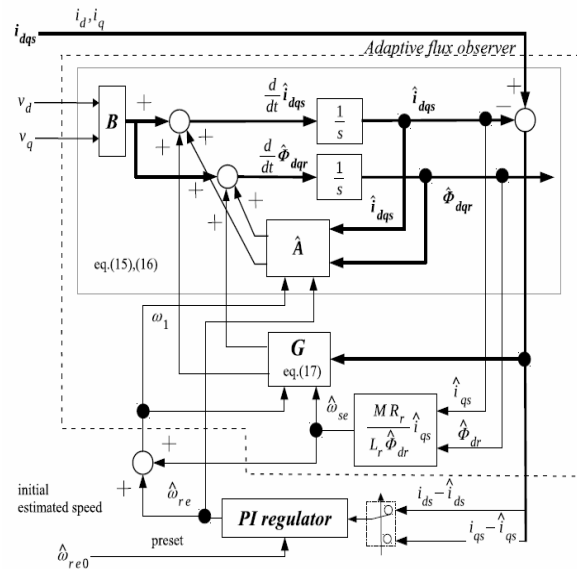 i_d, i_q
i_dqs
Adaptive flux observer
+
−
v_d
v_q
B
+
+
+
+
+
+
d/dt î_dqs
1/s
î_dqs
d/dt Φ̂_dqr
1/s
Φ̂_dqr
î_dqs
Â
eq.(15),(16)
ω_1
G
eq.(17)
ω̂_se
M R_r / L_r Φ̂_dr î_qs
î_qs
Φ̂_dr
+
+
initial
estimated speed
ω̂_re
preset
ω̂_re0
PI regulator
i_ds − î_ds
i_qs − î_qs